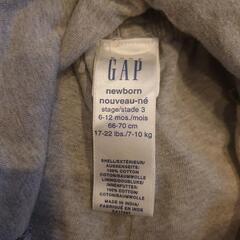 GAP
newborn
nouveau-né
stage/stade 3
6-12 mos./mois
66-70 cm
17-22 lbs./7-10 kg
SHELL/EXTÉRIEUR/
AUSSENSEITE:
100% COTTON
COTON/BAUMWOLLE
LINING/DOUBLURE/
INNENFUTTER:
100% COTTON
COTON/BAUMWOLLE
MADE IN INDIA/
FABRIQUÉ EN INDE